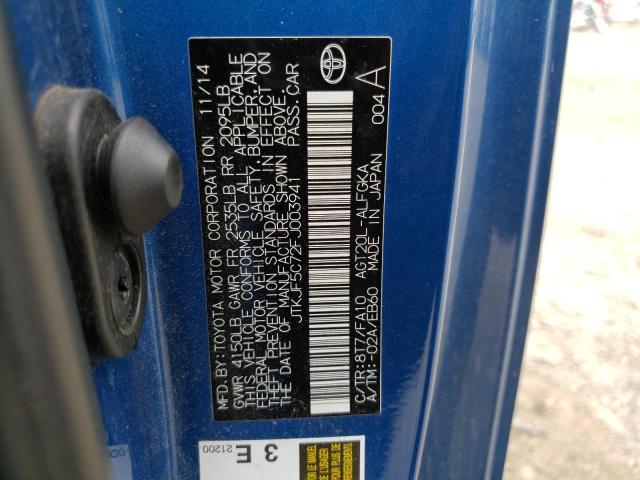 MFD.BY:TOYOTA MOTOR CORPORATION 11/14
GVWR 4150LB GAWR FR 2535LB RR 2095LB
THIS VEHICLE CONFORMS TO ALL APPLICABLE
FEDERAL MOTOR VEHICLE SAFETY, BUMPER, AND
THEFT PREVENTION STANDARDS IN EFFECT ON
THE DATE OF MANUFACTURE SHOWN ABOVE.
JTKJF5C72FJ003941 PASS.CAR
C/TR:8T7/FA10 AGT20L -ALFGKA
A/TM:-02A/EB60 MADE IN JAPAN
004 A
3 E
21200